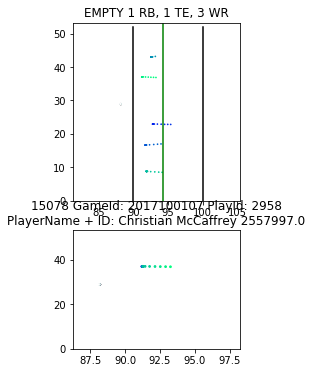 EMPTY 1 RB, 1 TE, 3 WR
50
40
30
20
10
0
85 90 95 100 105
15078 GameId: 2017100107 PlayId: 2958
PlayerName + ID: Christian McCaffrey 2557997.0
40
20
0
87.5 90.0 92.5 95.0 97.5